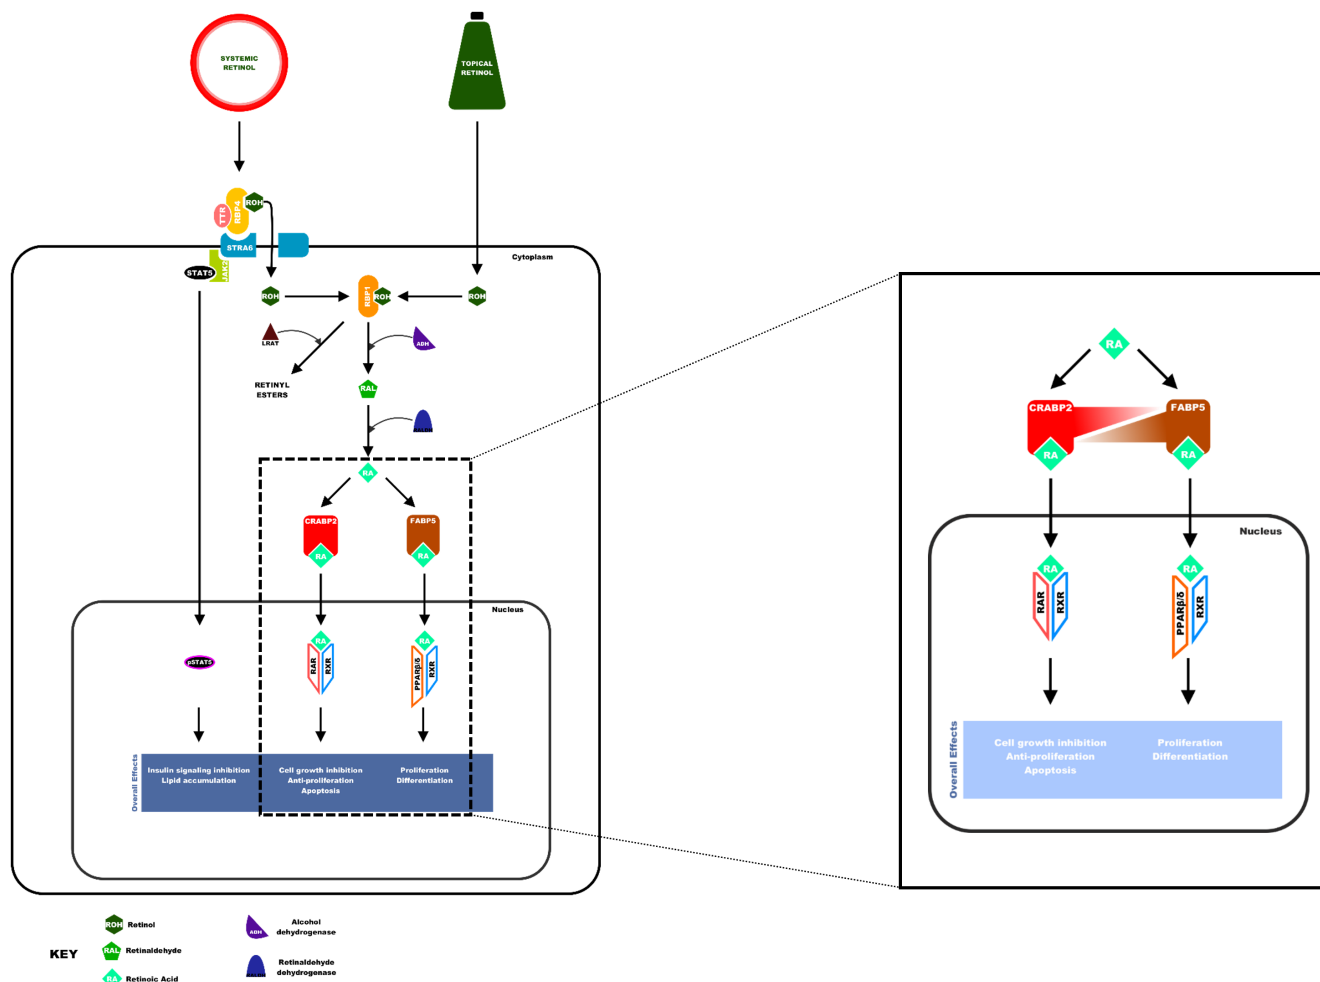 SYSTEMIC
RETINOL
TOPICAL
RETINOL
TTR
RBP4
ROH
STRA6
Cytoplasm
STAT5
JAK2
ROH
RBP1
ROH
ROH
LRAT
ADH
RETINYL
ESTERS
RAL
RALDH
RA
CRABP2
FABP5
RA
RA
Nucleus
pSTAT5
RA
RAR
RXR
RA
PPARβ/δ
RXR
Overall Effects
Insulin signaling inhibition
Lipid accumulation
Cell growth inhibition
Anti-proliferation
Apoptosis
Proliferation
Differentiation
RA
CRABP2
FABP5
RA
RA
Nucleus
RA
RAR
RXR
RA
PPARβ/δ
RXR
Overall Effects
Cell growth inhibition
Anti-proliferation
Apoptosis
Proliferation
Differentiation
KEY
ROH Retinol
RAL Retinaldehyde
RA Retinoic Acid
ADH
Alcohol
dehydrogenase
RALDH
Retinaldehyde
dehydrogenase